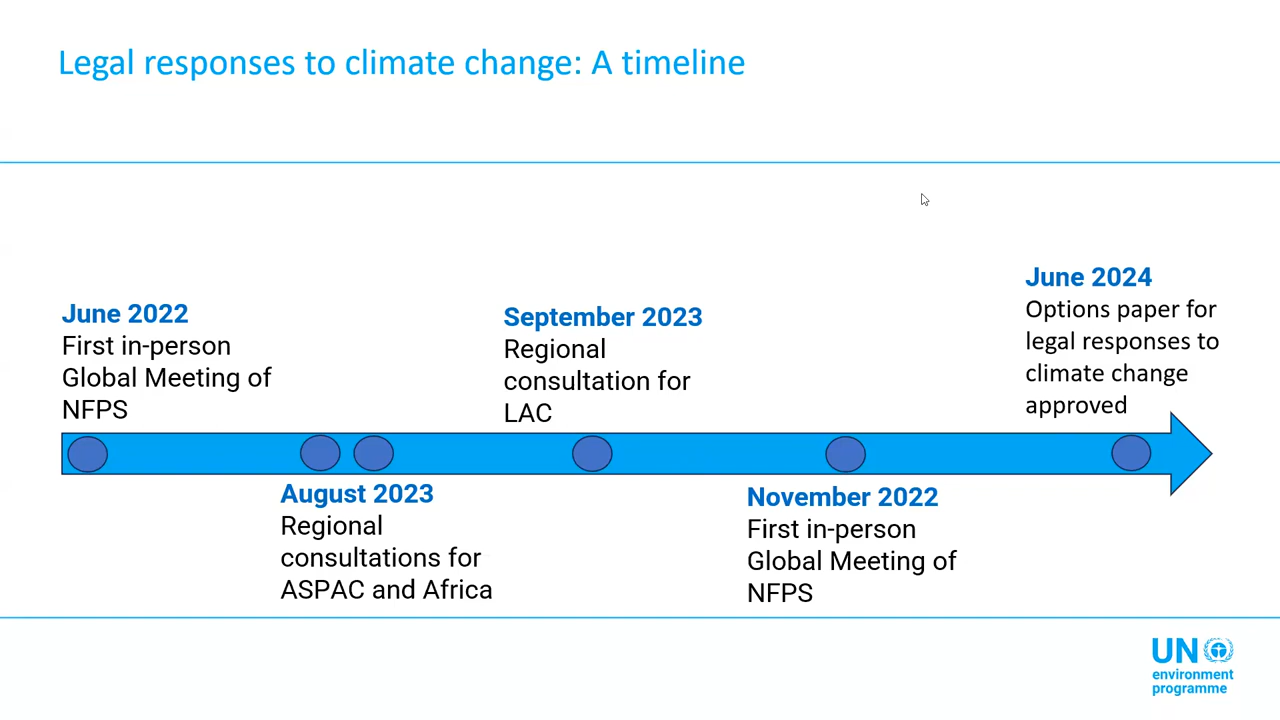 Legal responses to climate change: A timeline
June 2022
First in-person
Global Meeting of
NFPS
August 2023
Regional
consultations for
ASPAC and Africa
September 2023
Regional
consultation for
LAC
November 2022
First in-person
Global Meeting of
NFPS
June 2024
Options paper for
legal responses to
climate change
approved
UN
environment
programme